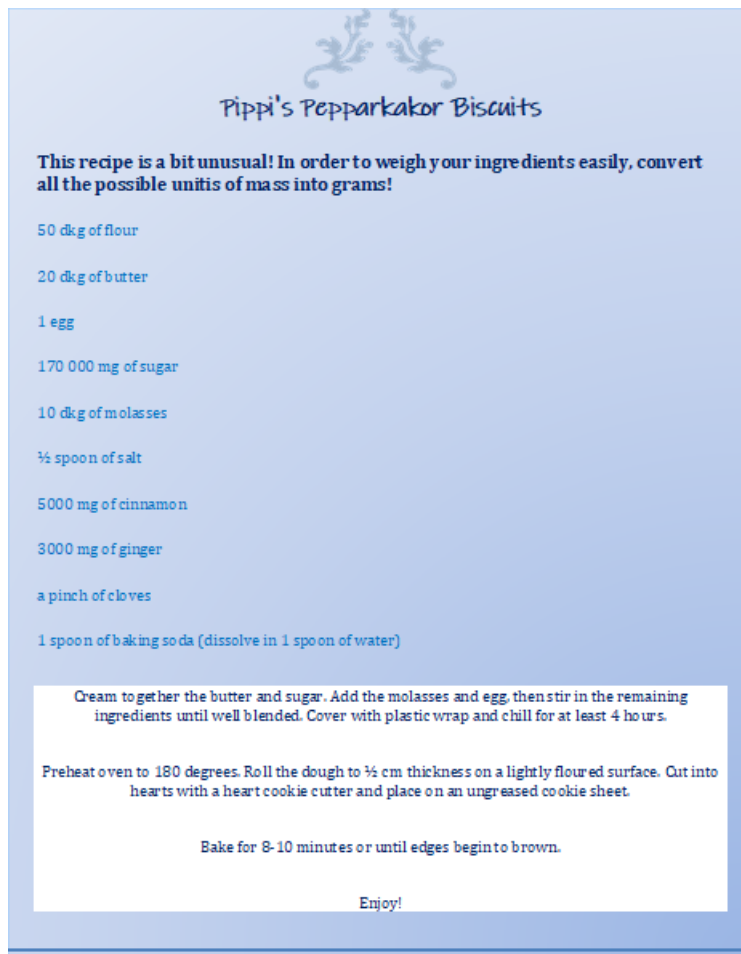 Pippi's Pepparkakor Biscuits
This recipe is a bit unusual! In order to weigh your ingredients easily, convert
all the possible unitis of mass into grams!
50 dkg of flour
20 dkg of butter
1 egg
170 000 mg of sugar
10 dkg of molasses
½ spoon of salt
5000 mg of cinnamon
3000 mg of ginger
a pinch of cloves
1 spoon of baking soda (dissolve in 1 spoon of water)
Cream together the butter and sugar. Add the molasses and egg, then stir in the remaining
ingredients until well blended. Cover with plastic wrap and chill for at least 4 hours.
Preheat oven to 180 degrees. Roll the dough to ½ cm thickness on a lightly floured surface. Cut into
hearts with a heart cookie cutter and place on an ungreased cookie sheet.
Bake for 8-10 minutes or until edges begin to brown.
Enjoy!